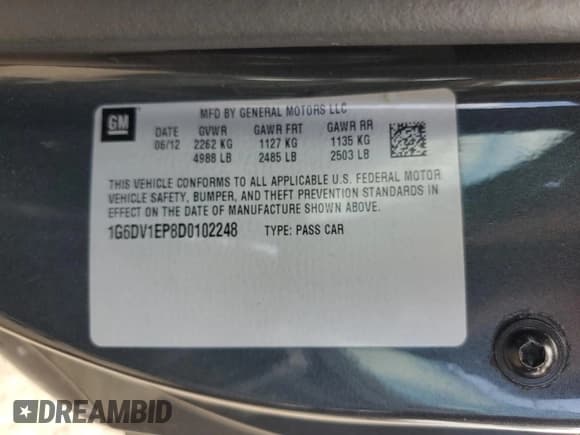 GM
MFD BY GENERAL MOTORS LLC
DATE GVWR GAWR FRT GAWR RR
06/12 2262 KG 1127 KG 1135 KG
4988 LB 2485 LB 2503 LB
THIS VEHICLE CONFORMS TO ALL APPLICABLE U.S. FEDERAL MOTOR
VEHICLE SAFETY, BUMPER, AND THEFT PREVENTION STANDARDS IN
EFFECT ON THE DATE OF MANUFACTURE SHOWN ABOVE.
1G6DV1EP8D0102248 TYPE: PASS CAR
DREAMBID